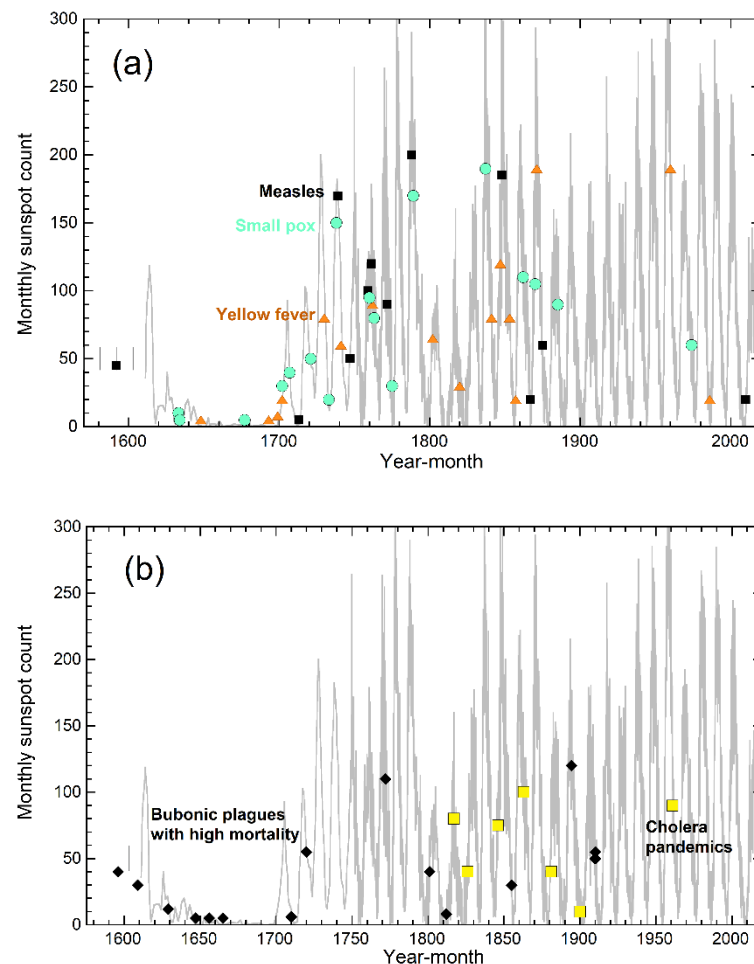 300
(a)
250
200
Measles
150
Small pox
100
Yellow fever
50
0
1600 1700 1800 1900 2000
Year-month
Monthly sunspot count
300
(b)
250
200
150
100
Bubonic plagues
with high mortality
Cholera
pandemics
50
0
1600 1650 1700 1750 1800 1850 1900 1950 2000
Year-month
Monthly sunspot count